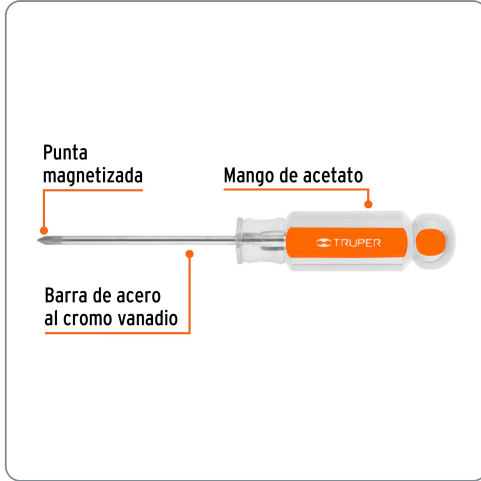 Punta
magnetizada
Mango de acetato
TRUPER
Barra de acero
al cromo vanadio